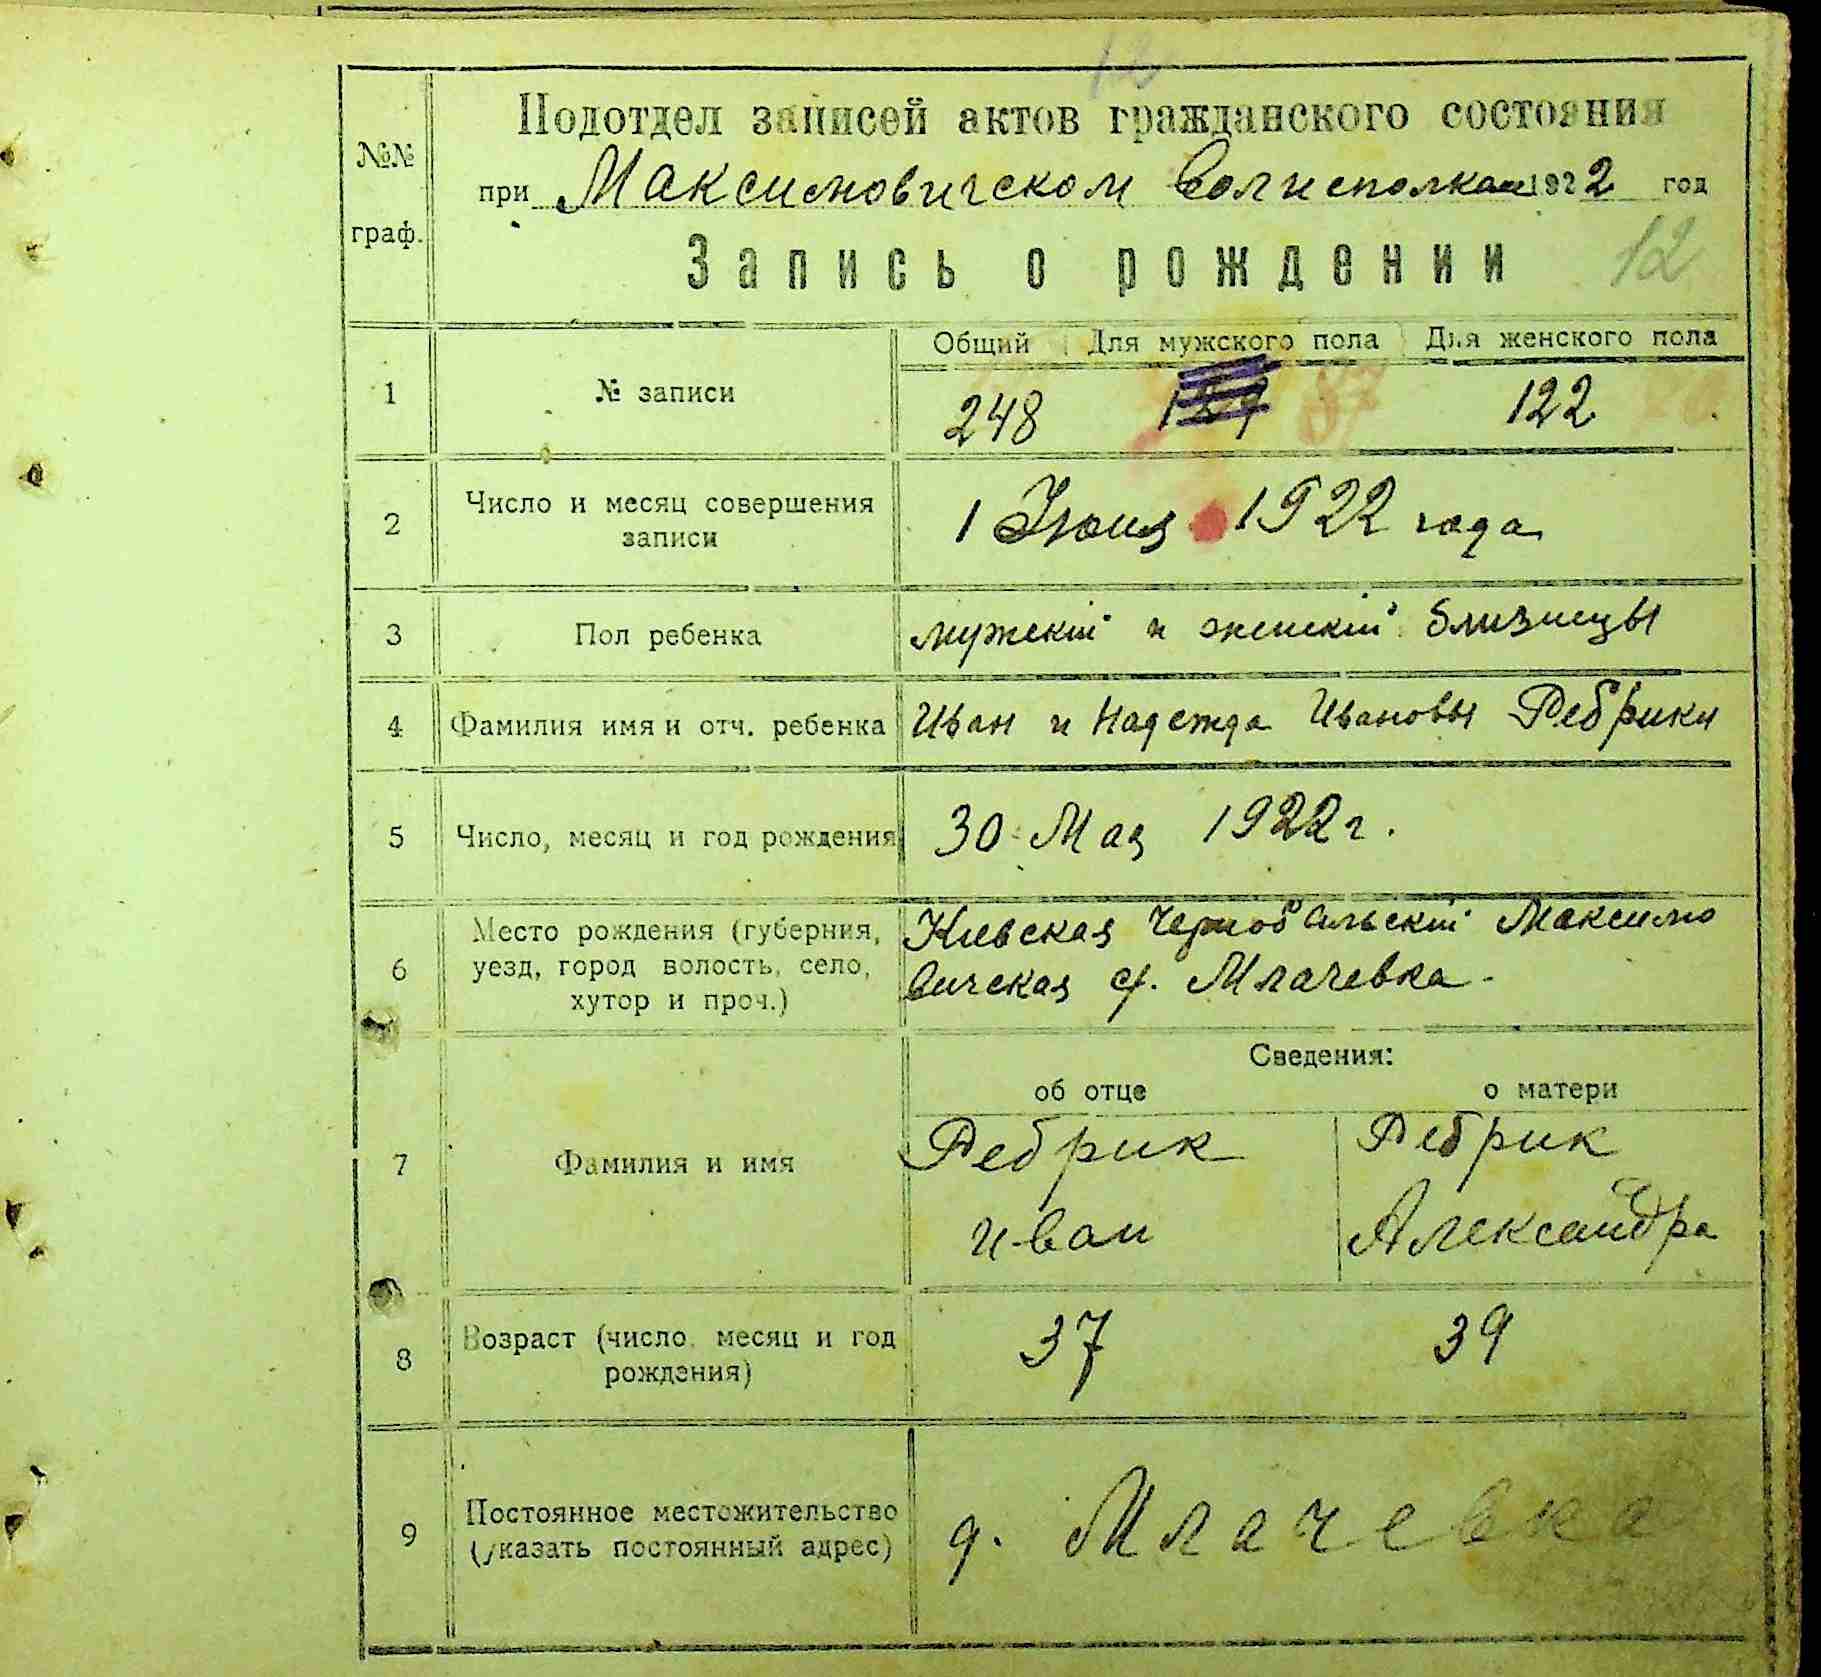 Подотдел записей актов гражданского состояния
№№ граф.
при Максимовичском Волисполкоме 1922 год
Запись о рождении
12
Общий Для мужского пола Для женского пола
1 № записи 248 87 122
2 Число и месяц совершения
записи
1 Июня 1922 года
3 Пол ребенка мужскій и женскій близнецы
4 Фамилия имя и отч. ребенка Иван и Надежда Ивановы Ребрики
5 Число, месяц и год рождения 30 Мая 1922 г.
6 Место рождения (губерния,
уезд, город волость, село,
хутор и проч.)
Киевская Чернобыльскій Максимо
вичская д. Млачевка
Сведения:
об отце о матери
7 Фамилия и имя
Ребрик Ребрик
Иван Александра
8 Возраст (число месяц и год
рождения)
37 39
9 Постоянное местожительство
(указать постоянный адрес)
д. Млачевка